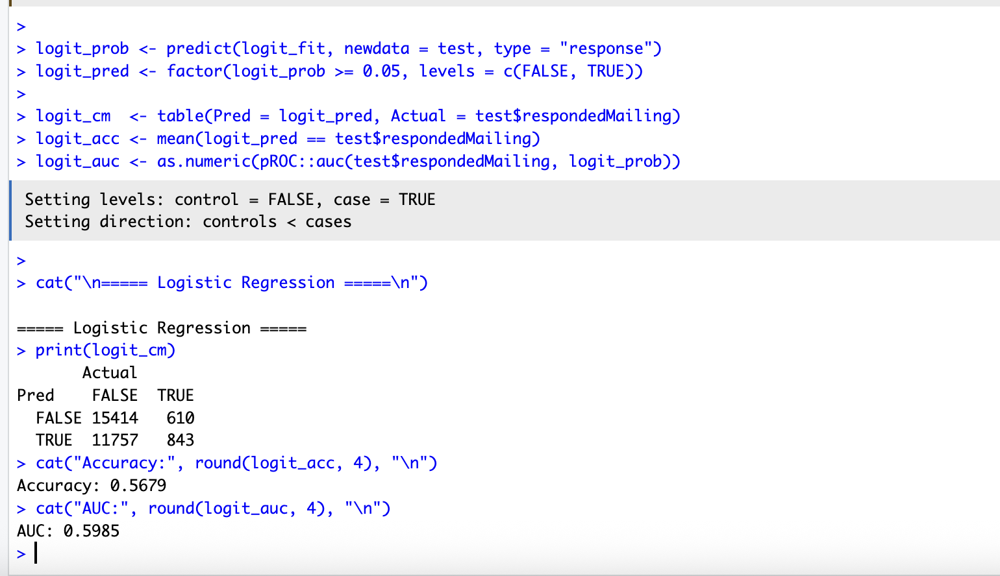 >
> logit_prob <- predict(logit_fit, newdata = test, type = "response")
> logit_pred <- factor(logit_prob >= 0.05, levels = c(FALSE, TRUE))
>
> logit_cm  <- table(Pred = logit_pred, Actual = test$respondedMailing)
> logit_acc <- mean(logit_pred == test$respondedMailing)
> logit_auc <- as.numeric(pROC::auc(test$respondedMailing, logit_prob))
Setting levels: control = FALSE, case = TRUE
Setting direction: controls < cases
>
> cat("\n===== Logistic Regression =====\n")
===== Logistic Regression =====
> print(logit_cm)
       Actual
Pred    FALSE  TRUE
  FALSE 15414   610
  TRUE  11757   843
> cat("Accuracy:", round(logit_acc, 4), "\n")
Accuracy: 0.5679
> cat("AUC:", round(logit_auc, 4), "\n")
AUC: 0.5985
>